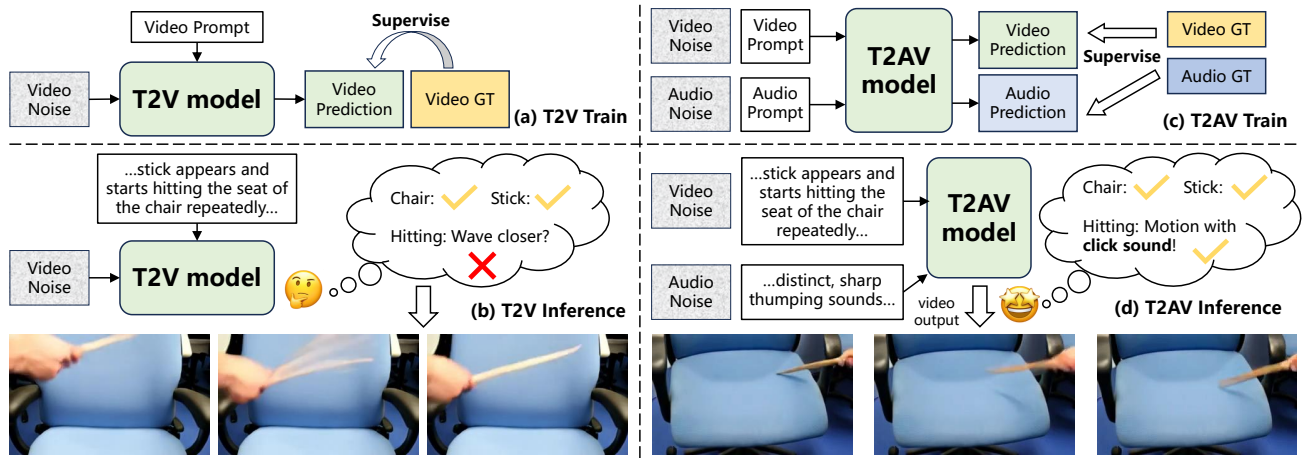 Video Prompt
Supervise
Video
Noise
T2V model
Video
Prediction
Video GT
(a) T2V Train
...stick appears and
starts hitting the seat of
the chair repeatedly...
Video
Noise
T2V model
Chair:
Stick:
Hitting: Wave closer?
(b) T2V Inference
Video
Noise
Video
Prompt
Audio
Noise
Audio
Prompt
T2AV
model
Video
Prediction
Audio
Prediction
Supervise
Video GT
Audio GT
(c) T2AV Train
Video
Noise
...stick appears and
starts hitting the
seat of the chair
repeatedly...
Audio
Noise
...distinct, sharp
thumping sounds...
T2AV
model
video
output
Chair:
Stick:
Hitting: Motion with
click sound!
(d) T2AV Inference